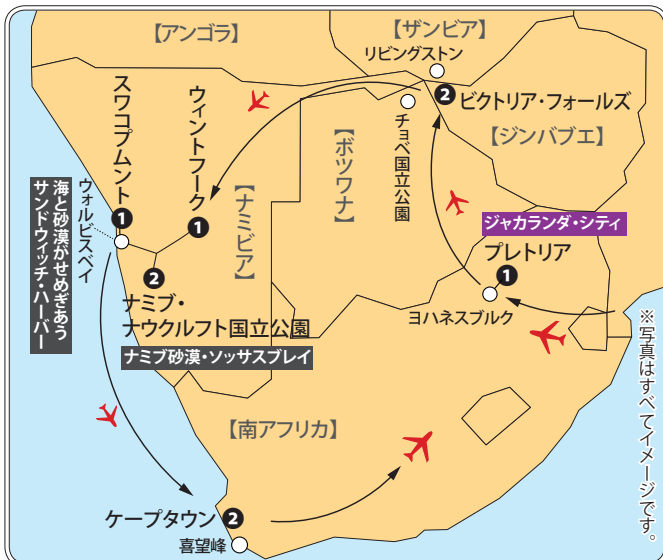 【アンゴラ】
【ザンビア】
リビングストン
❷ ビクトリア・フォールズ
チョベ国立公園
【ジンバブエ】
【ボツワナ】
スワコプムント ❶
ウィントフーク ❶
【ナミビア】
ウォルビスベイ
海と砂漠がせめぎあう
サンドウィッチ・ハーバー
❷
ナミブ・
ナウクルフト国立公園
ナミブ砂漠・ソッサスブレイ
ジャカランダ・シティ
プレトリア
❶
ヨハネスブルク
【南アフリカ】
ケープタウン ❷
喜望峰
※写真はすべてイメージです。